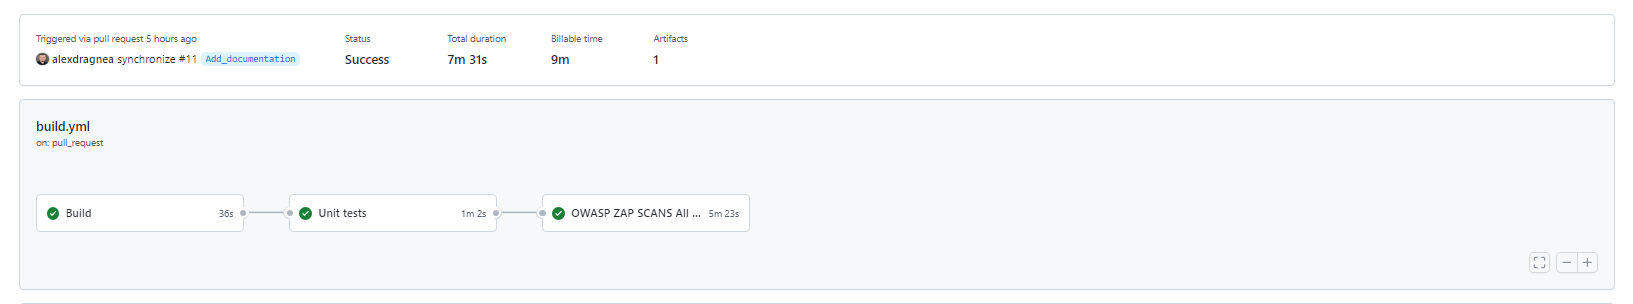 Triggered via pull request 5 hours ago
alexdragnea synchronize #11 Add_documentation
Status
Success
Total duration
7m 31s
Billable time
9m
Artifacts
1
build.yml
on: pull_request
Build 36s
Unit tests 1m 2s
OWASP ZAP SCANS All ... 5m 23s